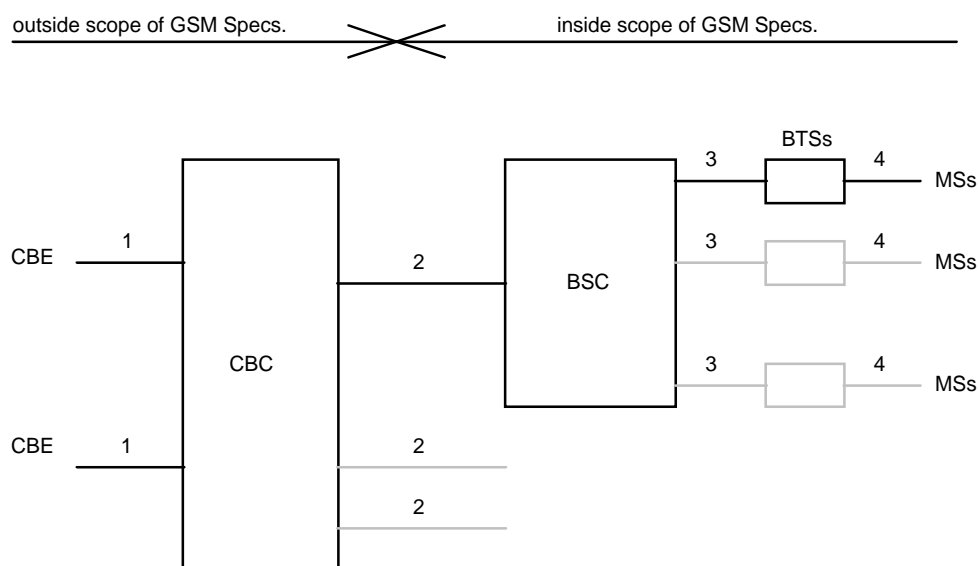 outside scope of GSM Specs. inside scope of GSM Specs.
BTSs
3 4
MSs
1 3 4
CBE 2 MSs
BSC
CBC 3 4
MSs
CBE 1 2
2